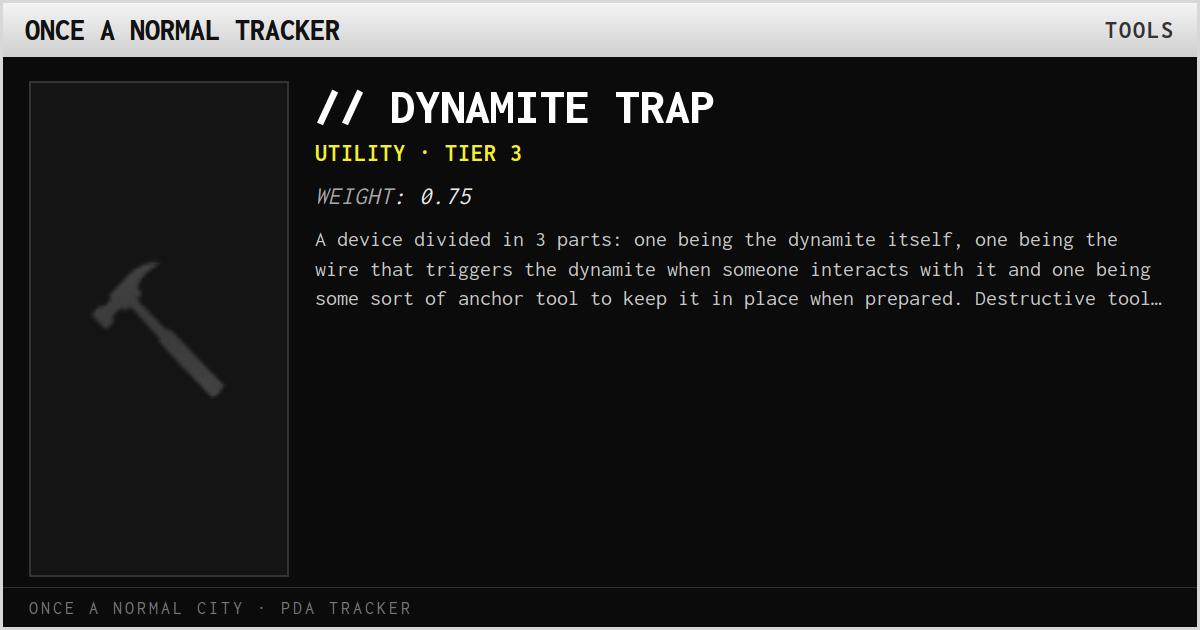 ONCE A NORMAL TRACKER
TOOLS
// DYNAMITE TRAP
UTILITY · TIER 3
WEIGHT: 0.75
A device divided in 3 parts: one being the dynamite itself, one being the
wire that triggers the dynamite when someone interacts with it and one being
some sort of anchor tool to keep it in place when prepared. Destructive tool…
ONCE A NORMAL CITY · PDA TRACKER